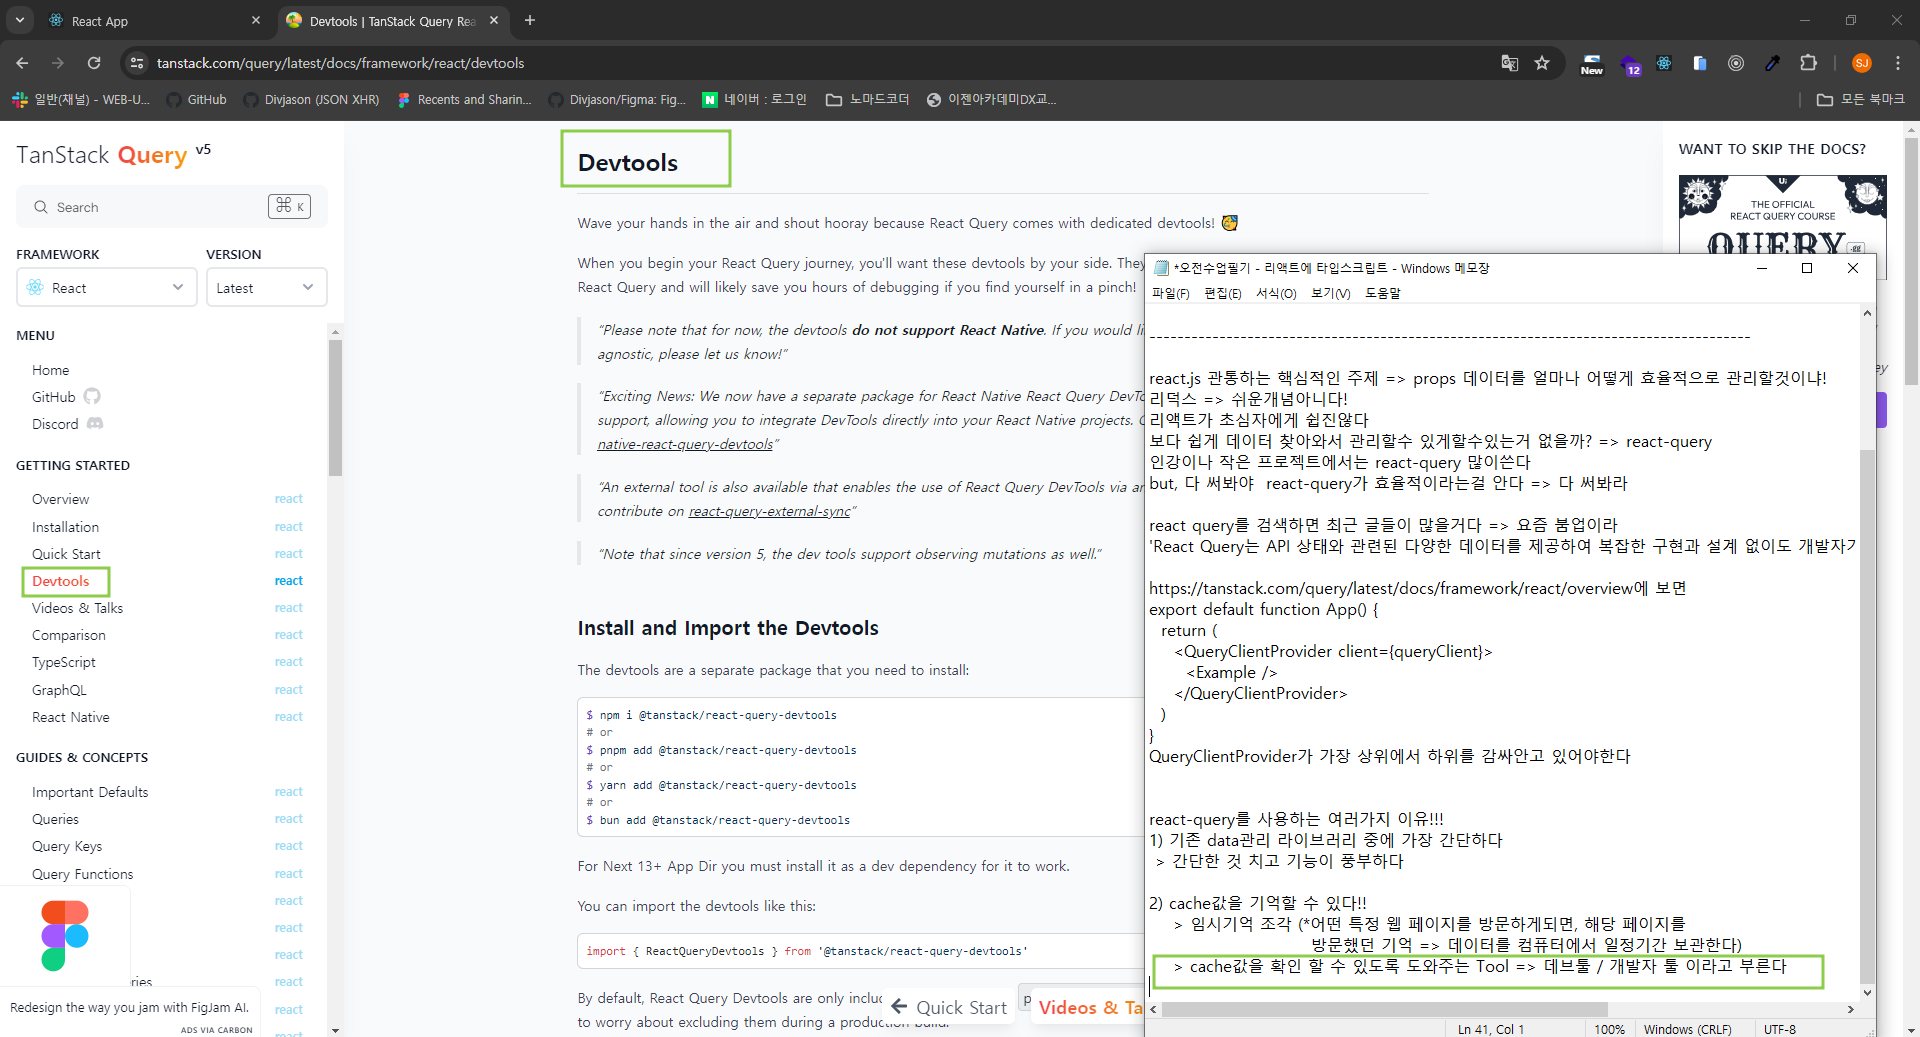 React App
Devtools | TanStack Query Rea
tanstack.com/query/latest/docs/framework/react/devtools
New
12
SJ
일반(채널) - WEB-U...
GitHub
Divjason (JSON XHR)
Recents and Sharin...
Divjason/Figma: Fig...
N
네이버 : 로그인
노마드코더
이젠아카데미DX교...
모든 북마크
TanStack Query v5
Search
⌘ K
FRAMEWORK
VERSION
React
Latest
MENU
Home
GitHub
Discord
GETTING STARTED
Overview react
Installation react
Quick Start react
Devtools react
Videos & Talks react
Comparison react
TypeScript react
GraphQL react
React Native react
GUIDES & CONCEPTS
Important Defaults react
Queries react
Query Keys react
Query Functions react
react
react
react
ries react
react
react
Redesign the way you jam with FigJam AI.
ADS VIA CARBON
Devtools
Wave your hands in the air and shout hooray because React Query comes with dedicated devtools! 🥳
When you begin your React Query journey, you'll want these devtools by your side. They
React Query and will likely save you hours of debugging if you find yourself in a pinch!
"Please note that for now, the devtools do not support React Native. If you would li
agnostic, please let us know!"
"Exciting News: We now have a separate package for React Native React Query DevTo
support, allowing you to integrate DevTools directly into your React Native projects. C
native-react-query-devtools"
"An external tool is also available that enables the use of React Query DevTools via an
contribute on react-query-external-sync"
"Note that since version 5, the dev tools support observing mutations as well."
Install and Import the Devtools
The devtools are a separate package that you need to install:
$ npm i @tanstack/react-query-devtools
# or
$ pnpm add @tanstack/react-query-devtools
# or
$ yarn add @tanstack/react-query-devtools
# or
$ bun add @tanstack/react-query-devtools
For Next 13+ App Dir you must install it as a dev dependency for it to work.
You can import the devtools like this:
import { ReactQueryDevtools } from '@tanstack/react-query-devtools'
By default, React Query Devtools are only inclu
p
to worry about excluding them during a production build.
Quick Start
Videos & Ta
WANT TO SKIP THE DOCS?
ui
THE OFFICIAL
REACT QUERY COURSE
QUERY
.gg
ey
*오전수업필기 - 리액트에 타입스크립트 - Windows 메모장
파일(F) 편집(E) 서식(O) 보기(V) 도움말
--------------------------------------------------------------------------------------
react.js 관통하는 핵심적인 주제 => props 데이터를 얼마나 어떻게 효율적으로 관리할것이냐!
리덕스 => 쉬운개념아니다!
리액트가 초심자에게 쉽진않다
보다 쉽게 데이터 찾아와서 관리할수 있게할수있는거 없을까? => react-query
인강이나 작은 프로젝트에서는 react-query 많이쓴다
but, 다 써봐야 react-query가 효율적이라는걸 안다 => 다 써봐라
react query를 검색하면 최근 글들이 많을거다 => 요즘 붐업이라
'React Query는 API 상태와 관련된 다양한 데이터를 제공하여 복잡한 구현과 설계 없이도 개발자가
https://tanstack.com/query/latest/docs/framework/react/overview에 보면
export default function App() {
return (
<QueryClientProvider client={queryClient}>
<Example />
</QueryClientProvider>
)
}
QueryClientProvider가 가장 상위에서 하위를 감싸안고 있어야한다
react-query를 사용하는 여러가지 이유!!!
1) 기존 data관리 라이브러리 중에 가장 간단하다
> 간단한 것 치고 기능이 풍부하다
2) cache값을 기억할 수 있다!!
> 임시기억 조각 (*어떤 특정 웹 페이지를 방문하게되면, 해당 페이지를
방문했던 기억 => 데이터를 컴퓨터에서 일정기간 보관한다)
> cache값을 확인 할 수 있도록 도와주는 Tool => 데브툴 / 개발자 툴 이라고 부른다
Ln 41, Col 1
100%
Windows (CRLF)
UTF-8